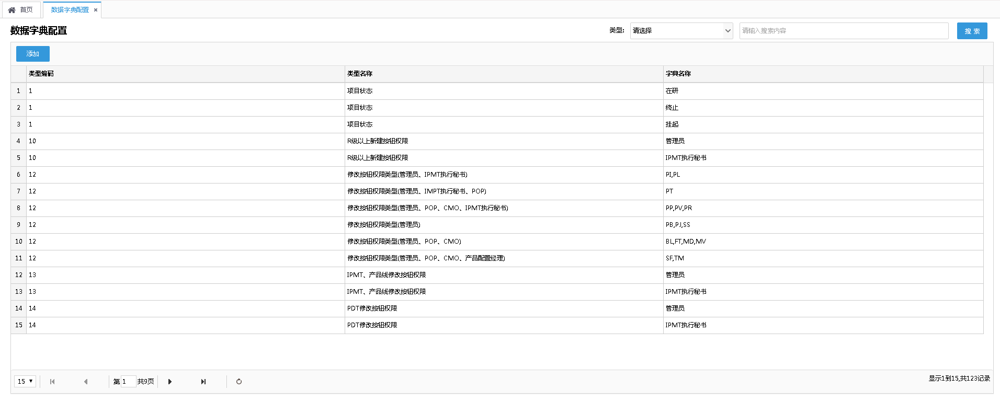 首页 数据字典配置
数据字典配置 类型: 请选择 请输入搜索内容 搜 索
添加
类型编码 类型名称 字典名称
1 1 项目状态 在研
2 1 项目状态 终止
3 1 项目状态 挂起
4 10 R级以上新建按钮权限 管理员
5 10 R级以上新建按钮权限 IPMT执行秘书
6 12 修改按钮权限类型(管理员、IPMT执行秘书) PI,PL
7 12 修改按钮权限类型(管理员、IMPT执行秘书、POP) PT
8 12 修改按钮权限类型(管理员、POP、CMO、IPMT执行秘书) PP,PV,PR
9 12 修改按钮权限类型(管理员) PB,PJ,SS
10 12 修改按钮权限类型(管理员、POP、CMO) BL,FT,MD,MV
11 12 修改按钮权限类型(管理员、POP、CMO、产品配置经理) SF,TM
12 13 IPMT、产品线修改按钮权限 管理员
13 13 IPMT、产品线修改按钮权限 IPMT执行秘书
14 14 PDT修改按钮权限 管理员
15 14 PDT修改按钮权限 IPMT执行秘书
15 第 1 共9页 显示1到15,共123记录